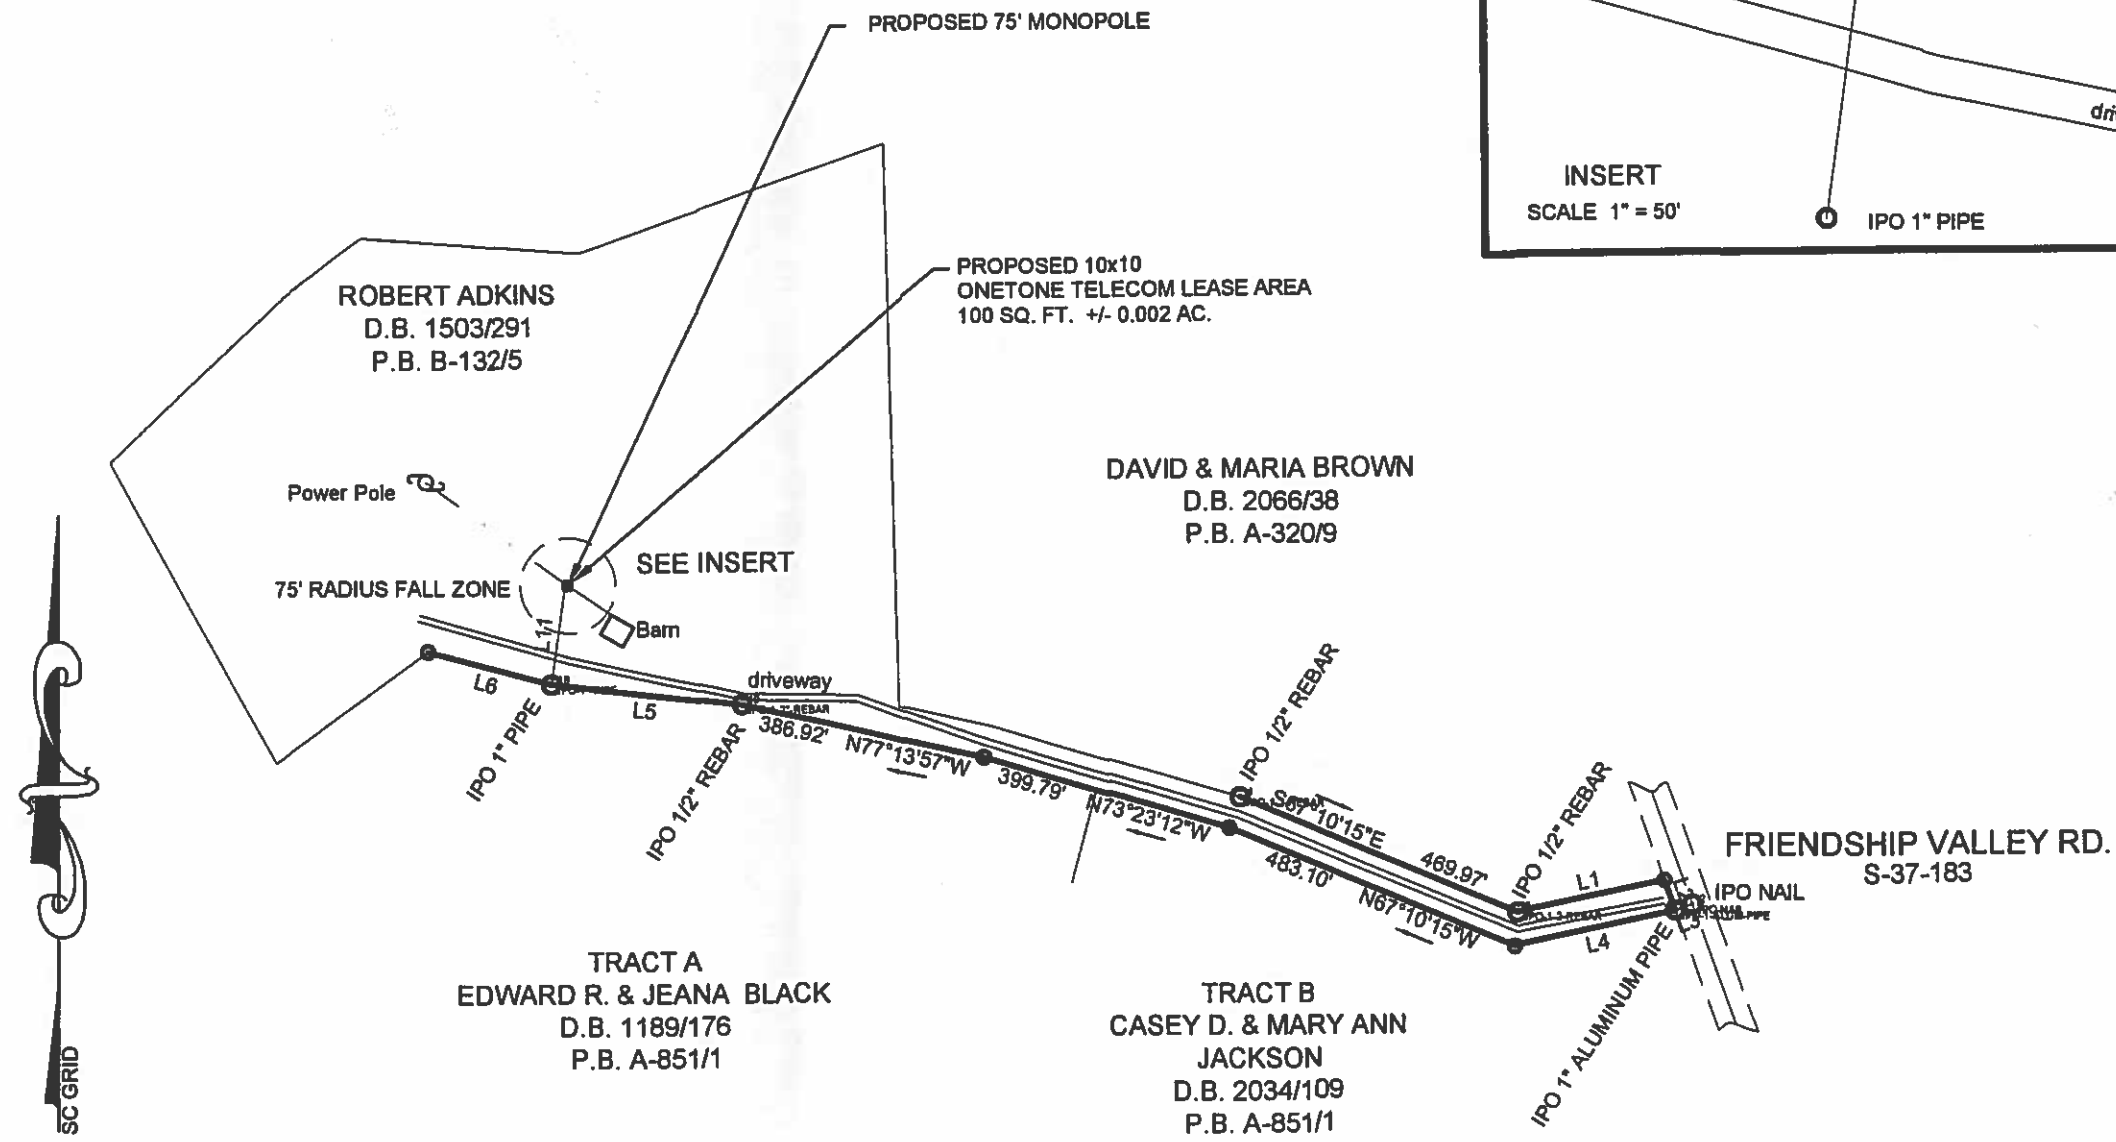 PROPOSED 75' MONOPOLE
INSERT
SCALE 1" = 50'
IPO 1" PIPE
PROPOSED 10x10
ONETONE TELECOM LEASE AREA
100 SQ. FT. +/- 0.002 AC.
ROBERT ADKINS
D.B. 1503/291
P.B. B-132/5
DAVID & MARIA BROWN
D.B. 2066/38
P.B. A-320/9
Power Pole
SEE INSERT
75' RADIUS FALL ZONE
Barn
L6
L5
driveway
IPO 1" PIPE
IPO 1/2" REBAR
386.92'
N77°13'57"W
399.79'
N73°23'12"W
IPO 1/2" REBAR
S67°10'15"E
469.97'
483.10'
N67°10'15"W
IPO 1/2" REBAR
L1
L4
IPO NAIL
IPO 1" ALUMINUM PIPE
FRIENDSHIP VALLEY RD.
S-37-183
TRACT A
EDWARD R. & JEANA BLACK
D.B. 1189/176
P.B. A-851/1
TRACT B
CASEY D. & MARY ANN
JACKSON
D.B. 2034/109
P.B. A-851/1
SC GRID